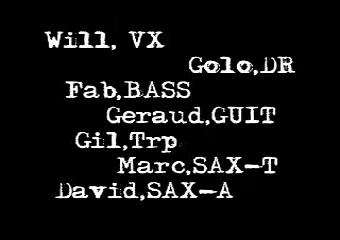 Will, VX
Golo,DR
Fab,BASS
Geraud,GUIT
Gil,Trp
Marc,SAX-T
David,SAX-A